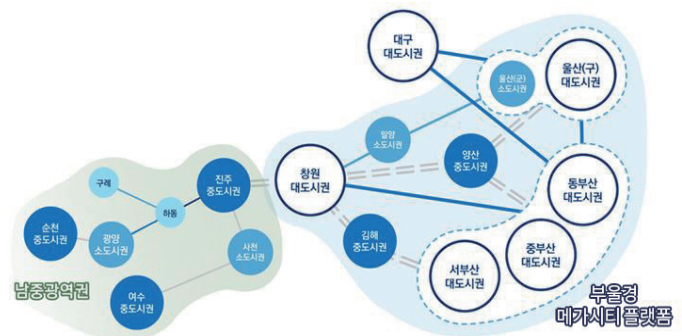 대구
대도시권
울산(군)
소도시권
울산(구)
대도시권
밀양
소도시권
양산
중도시권
창원
대도시권
진주
중도시권
구례
하동
순천
중도시권
광양
소도시권
사천
소도시권
여수
중도시권
김해
중도시권
동부산
대도시권
중부산
대도시권
서부산
대도시권
남중광역권
부울경
메가시티 플랫폼